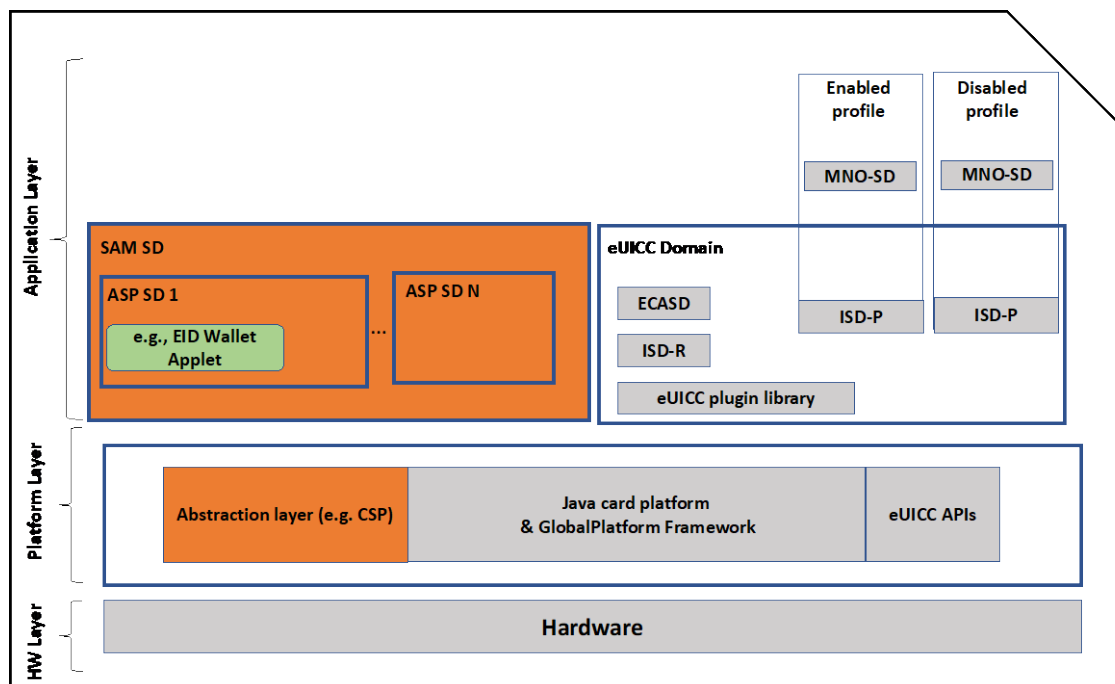 Enabled
profile
Disabled
profile
MNO-SD
MNO-SD
Application Layer
SAM SD
eUICC Domain
ASP SD 1
ASP SD N
...
e.g., EID Wallet
Applet
ECASD
ISD-P
ISD-P
ISD-R
eUICC plugin library
Platform Layer
Abstraction layer (e.g. CSP)
Java card platform
& GlobalPlatform Framework
eUICC APIs
HW Layer
Hardware